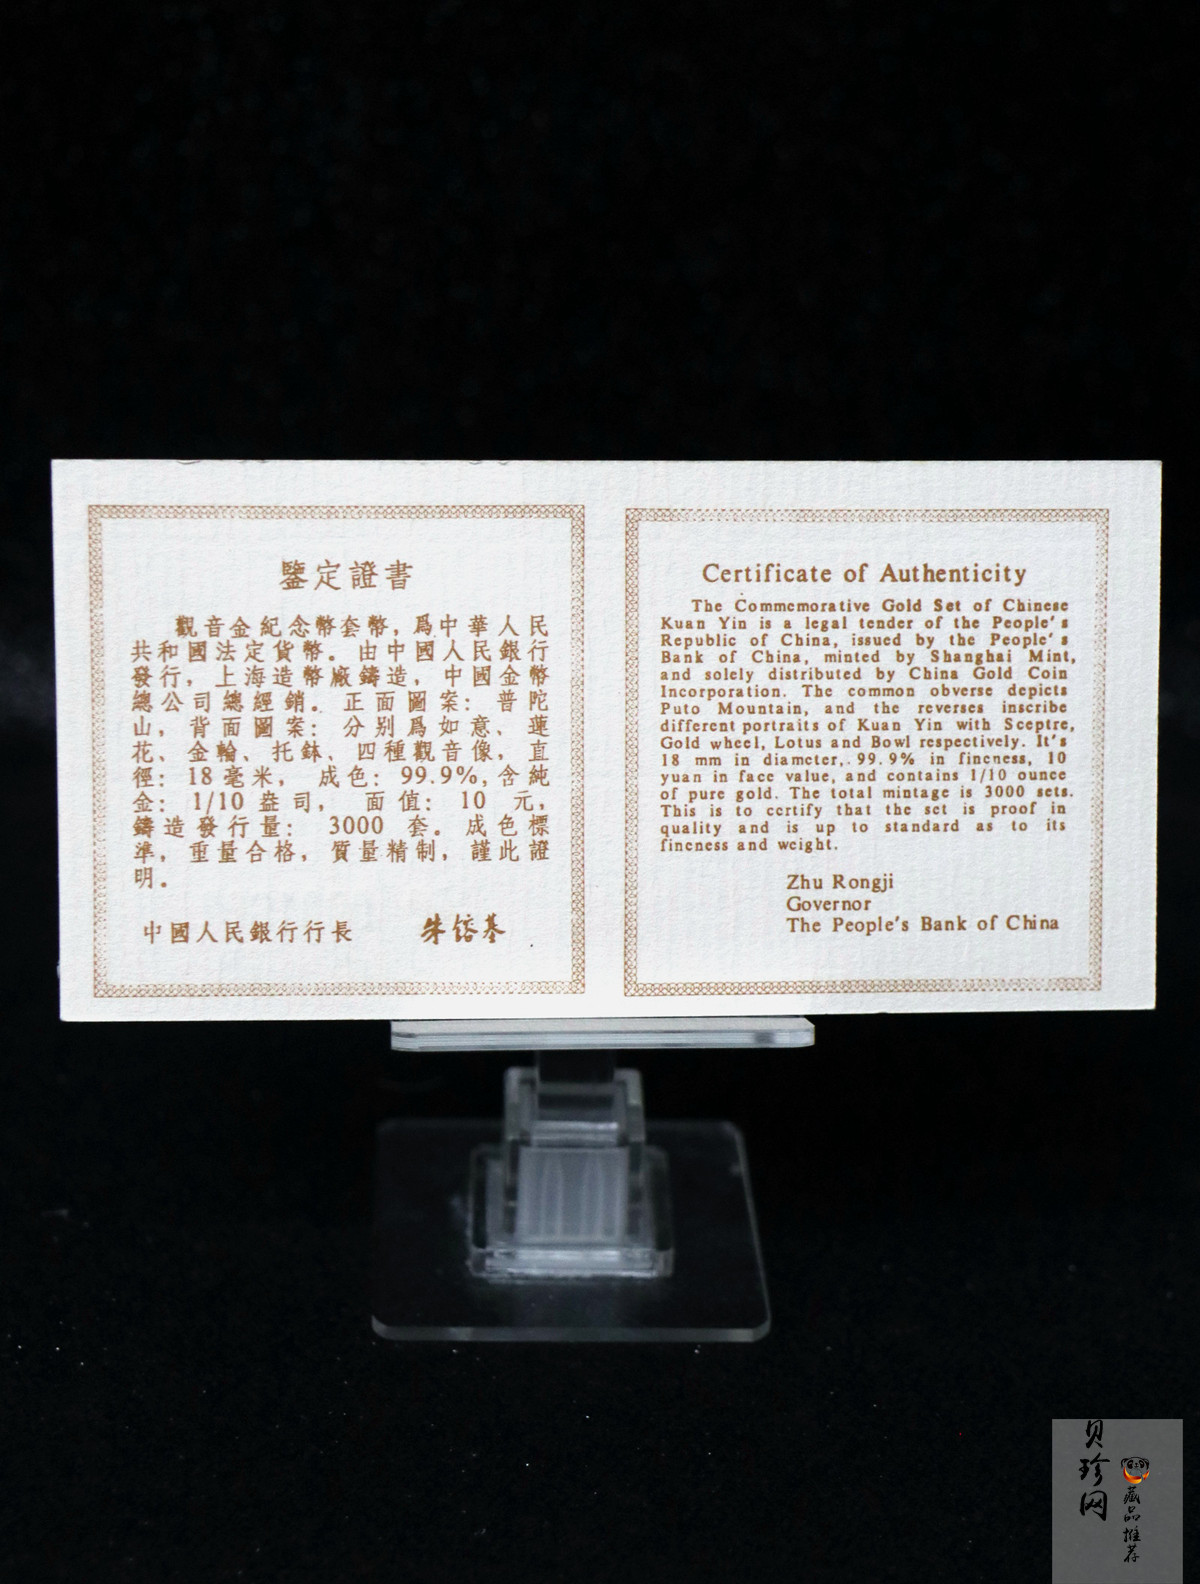 鑒定證書
觀音金紀念幣套幣，爲中華人民
共和國法定貨幣。由中國人民銀行
發行，上海造幣廠鑄造，中國金幣
總公司總經銷。正面圖案：普陀
山，背面圖案：分别爲如意、蓮
花、金輪、托鉢、四種觀音像，直
徑：18毫米，成色：99.9%，含純
金：1/10盎司，面值：10元，
鑄造發行量：3000套。成色標
準，重量合格，質量精制，謹此證
明。
中國人民銀行行長 朱镕基
Certificate of Authenticity
The Commemorative Gold Set of Chinese
Kuan Yin is a legal tender of the People's
Republic of China, issued by the People's
Bank of China, minted by Shanghai Mint,
and solely distributed by China Gold Coin
Incorporation. The common obverse depicts
Puto Mountain, and the reverses inscribe
different portraits of Kuan Yin with Sceptre,
Gold wheel, Lotus and Bowl respectively. It's
18 mm in diameter, 99.9% in fineness, 10
yuan in face value, and contains 1/10 ounce
of pure gold. The total mintage is 3000 sets.
This is to certify that the set is proof in
quality and is up to standard as to its
fineness and weight.
Zhu Rongji
Governor
The People's Bank of China
贝珍网
藏品推荐